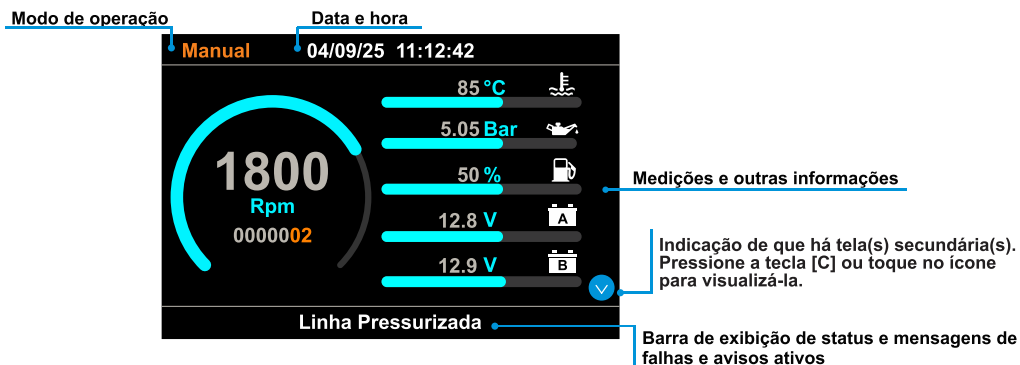 Modo de operação
Data e hora
Manual
04/09/25 11:12:42
85 °C
5.05 Bar
1800
Rpm
0000002
50 %
12.8 V
A
12.9 V
B
Medições e outras informações
Indicação de que há tela(s) secundária(s).
Pressione a tecla [C] ou toque no ícone
para visualizá-la.
Linha Pressurizada
Barra de exibição de status e mensagens de
falhas e avisos ativos